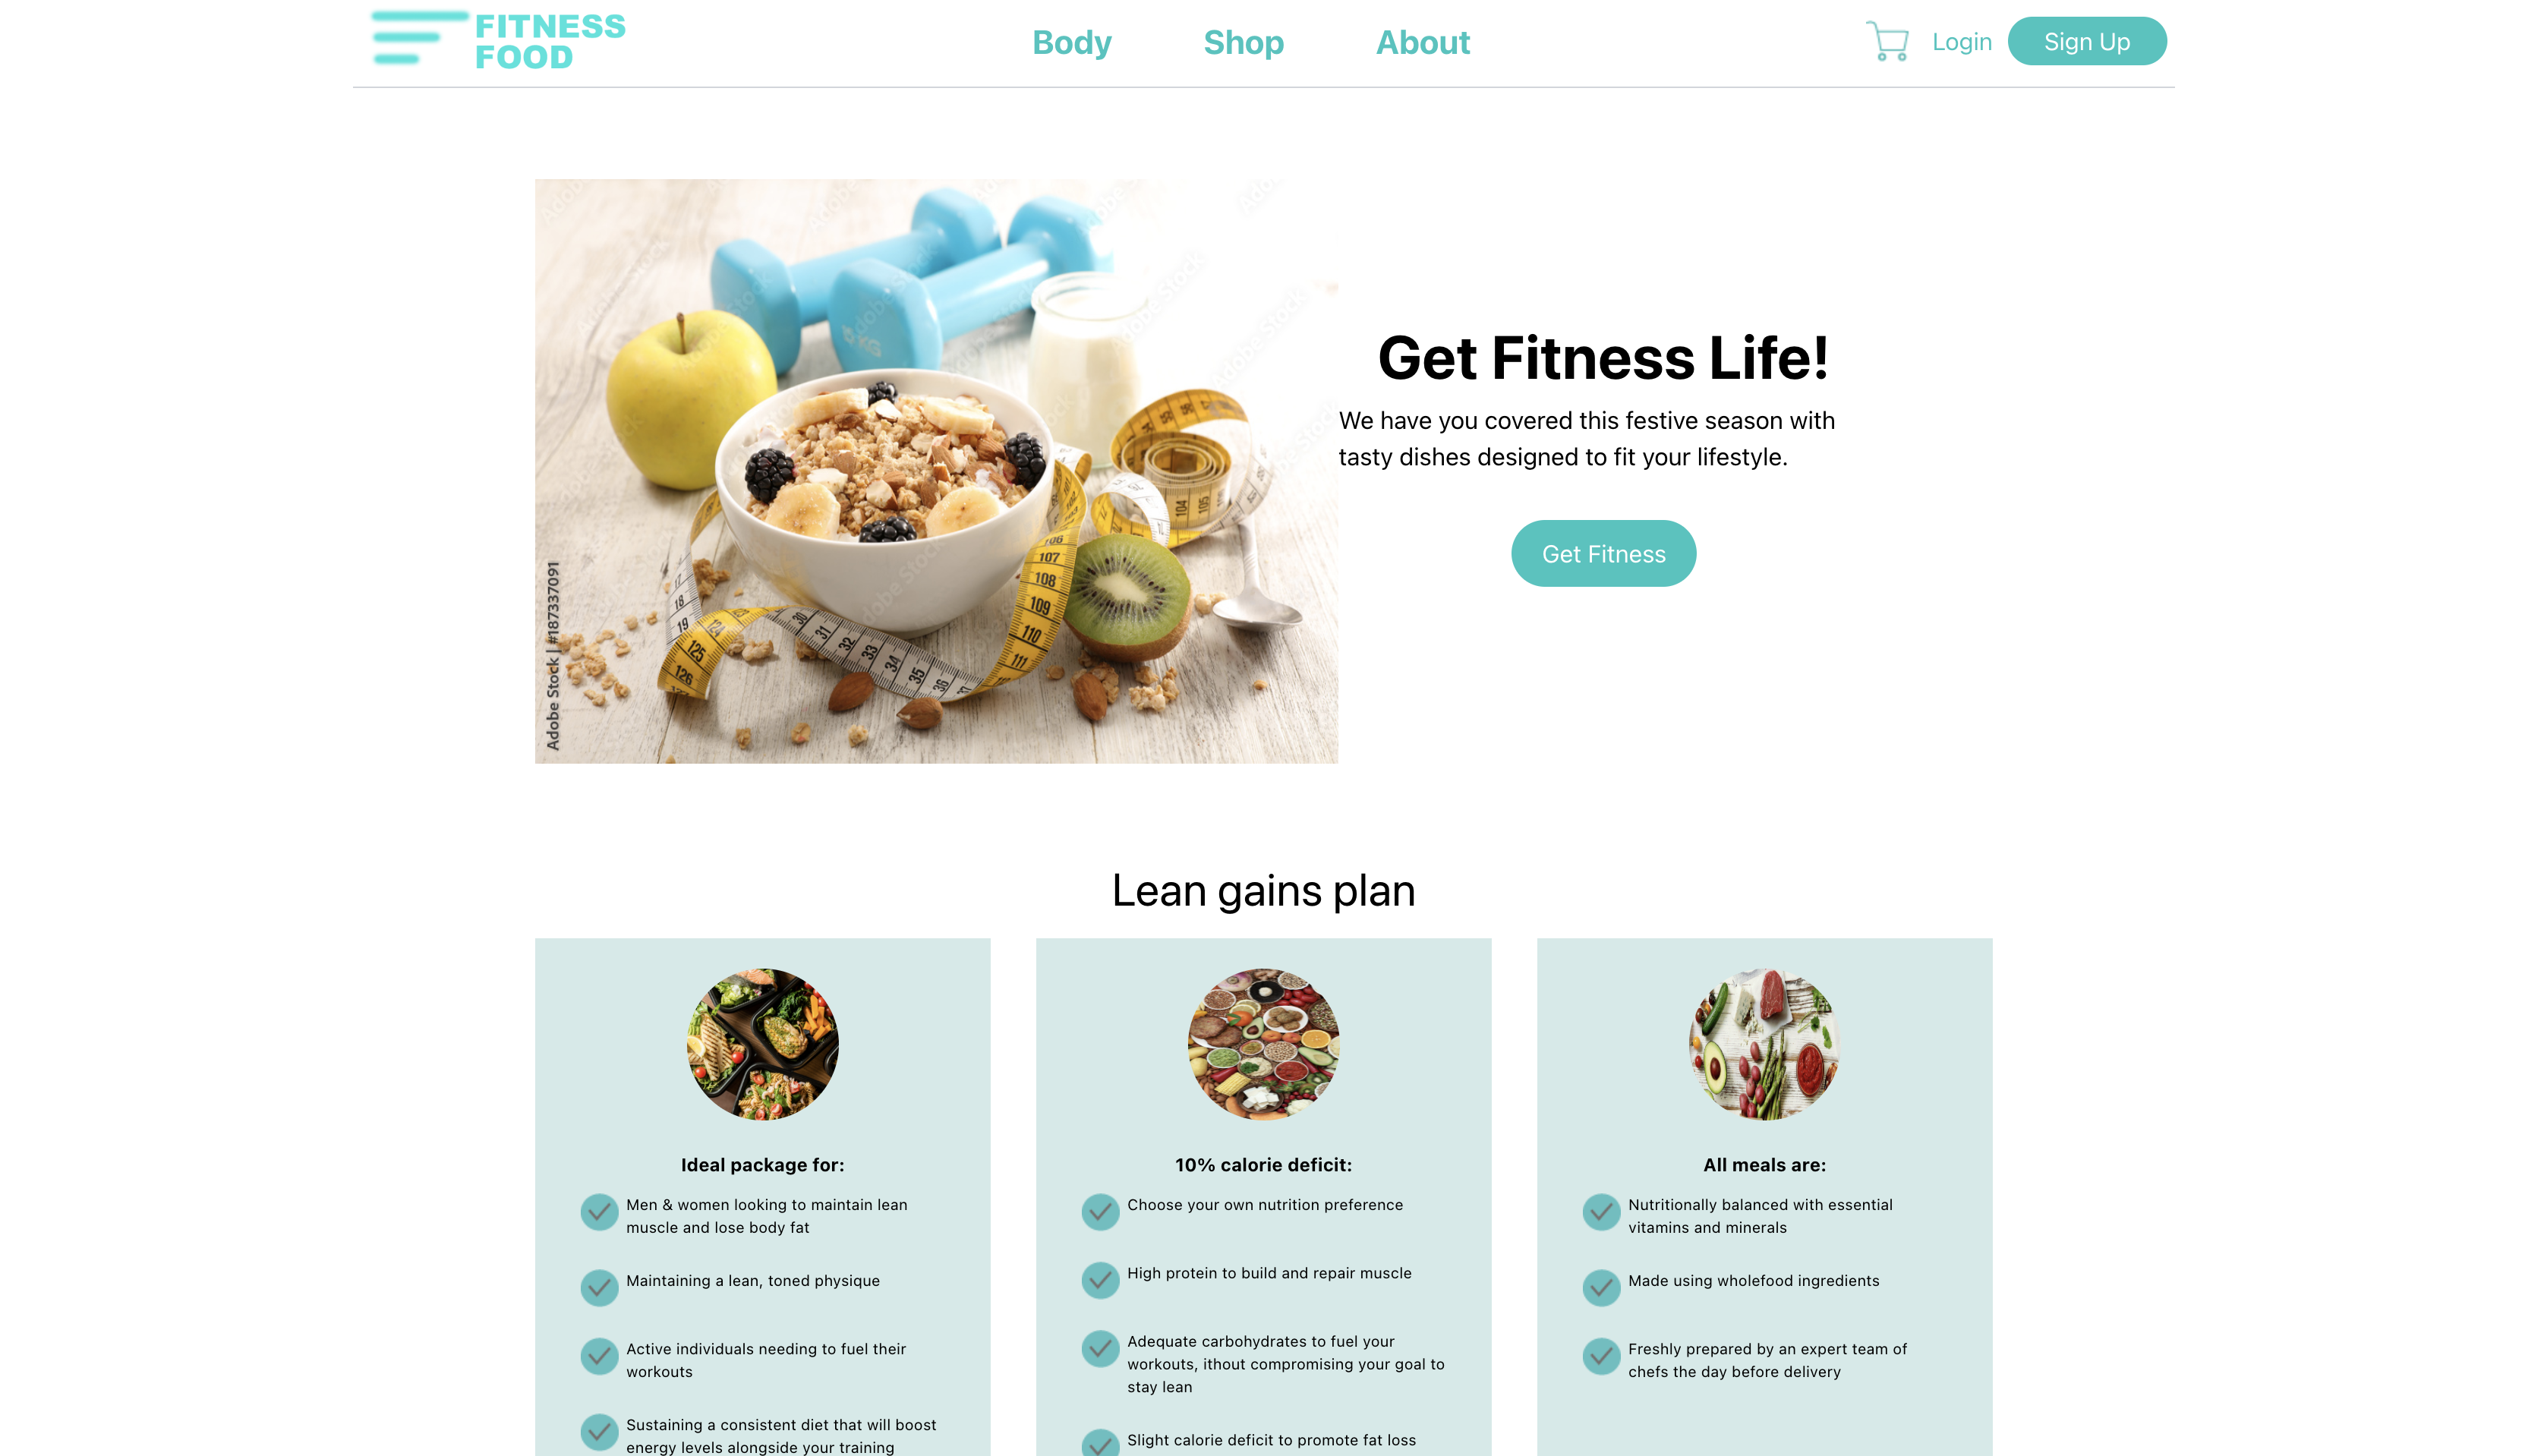 FITNESS
FOOD
Body
Shop
About
Login
Sign Up
Adobe Stock | #187337091
Get Fitness Life!
We have you covered this festive season with
tasty dishes designed to fit your lifestyle.
Get Fitness
Lean gains plan
Ideal package for:
Men & women looking to maintain lean
muscle and lose body fat
Maintaining a lean, toned physique
Active individuals needing to fuel their
workouts
Sustaining a consistent diet that will boost
energy levels alongside your training
10% calorie deficit:
Choose your own nutrition preference
High protein to build and repair muscle
Adequate carbohydrates to fuel your
workouts, ithout compromising your goal to
stay lean
Slight calorie deficit to promote fat loss
All meals are:
Nutritionally balanced with essential
vitamins and minerals
Made using wholefood ingredients
Freshly prepared by an expert team of
chefs the day before delivery